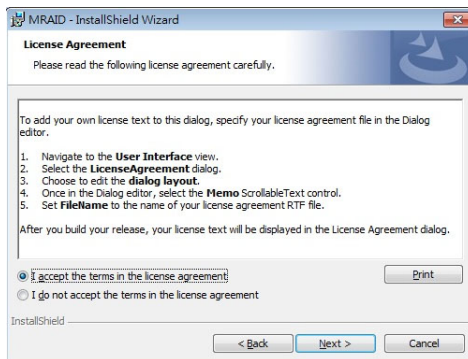 MRAID - InstallShield Wizard
License Agreement
Please read the following license agreement carefully.
To add your own license text to this dialog, specify your license agreement file in the Dialog
editor.
1. Navigate to the User Interface view.
2. Select the LicenseAgreement dialog.
3. Choose to edit the dialog layout.
4. Once in the Dialog editor, select the Memo ScrollableText control.
5. Set FileName to the name of your license agreement RTF file.
After you build your release, your license text will be displayed in the License Agreement dialog.
I accept the terms in the license agreement
Print
I do not accept the terms in the license agreement
InstallShield
< Back
Next >
Cancel